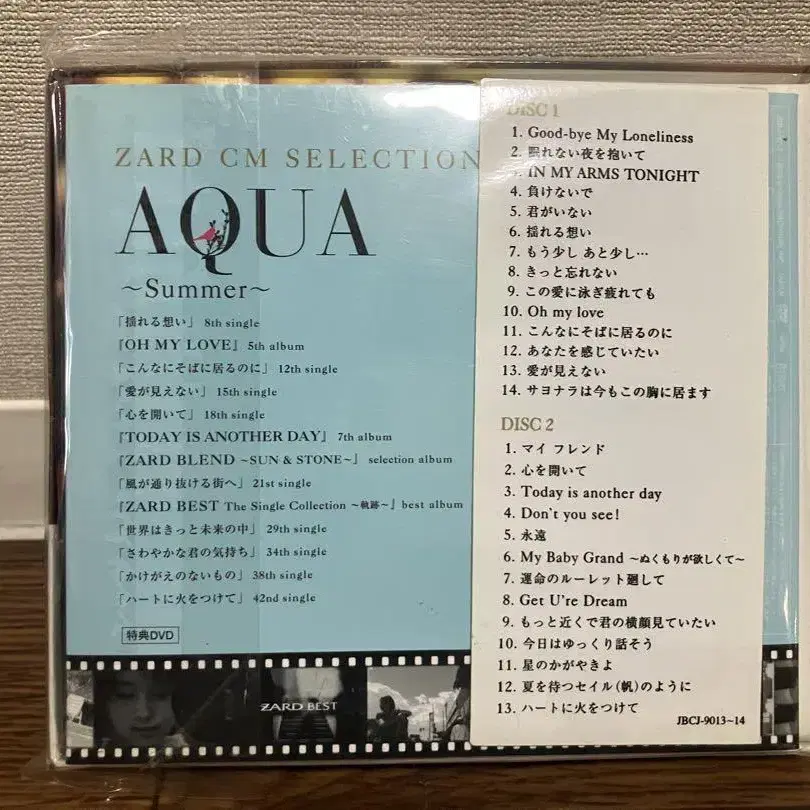 ZARD CM SELECTION
AQUA
～Summer～
「揺れる想い」 8th single
『OH MY LOVE』 5th album
「こんなにそばに居るのに」 12th single
「愛が見えない」 15th single
「心を開いて」 18th single
『TODAY IS ANOTHER DAY』 7th album
『ZARD BLEND ～SUN & STONE～』 selection album
「風が通り抜ける街へ」 21st single
『ZARD BEST The Single Collection ～軌跡～』 best album
「世界はきっと未来の中」 29th single
「さわやかな君の気持ち」 34th single
「かけがえのないもの」 38th single
「ハートに火をつけて」 42nd single
特典DVD
ZARD BEST
DISC 1
1. Good-bye My Loneliness
2. 眠れない夜を抱いて
3. IN MY ARMS TONIGHT
4. 負けないで
5. 君がいない
6. 揺れる想い
7. もう少し あと少し…
8. きっと忘れない
9. この愛に泳ぎ疲れても
10. Oh my love
11. こんなにそばに居るのに
12. あなたを感じていたい
13. 愛が見えない
14. サヨナラは今もこの胸に居ます
DISC 2
1. マイ フレンド
2. 心を開いて
3. Today is another day
4. Don't you see!
5. 永遠
6. My Baby Grand ～ぬくもりが欲しくて～
7. 運命のルーレット廻して
8. Get U're Dream
9. もっと近くで君の横顔見ていたい
10. 今日はゆっくり話そう
11. 星のかがやきよ
12. 夏を待つセイル(帆)のように
13. ハートに火をつけて
JBCJ-9013～14